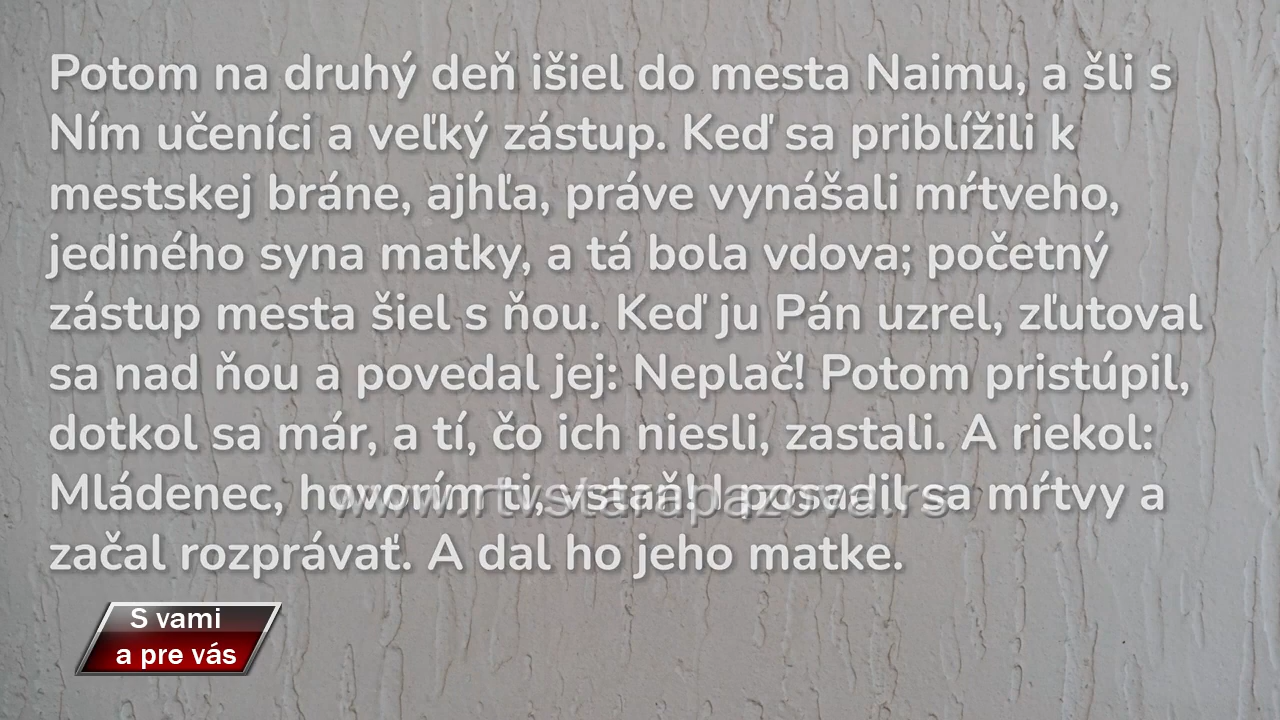 Potom na druhý deň išiel do mesta Naimu, a šli s
Ním učeníci a veľký zástup. Keď sa priblížili k
mestskej bráne, ajhľa, práve vynášali mŕtveho,
jediného syna matky, a tá bola vdova; početný
zástup mesta šiel s ňou. Keď ju Pán uzrel, zľutoval
sa nad ňou a povedal jej: Neplač! Potom pristúpil,
dotkol sa már, a tí, čo ich niesli, zastali. A riekol:
Mládenec, hovorím ti, vstaň! I posadil sa mŕtvy a
www.rtvstarapazova.rs
začal rozprávať. A dal ho jeho matke.
S vami
a pre vás